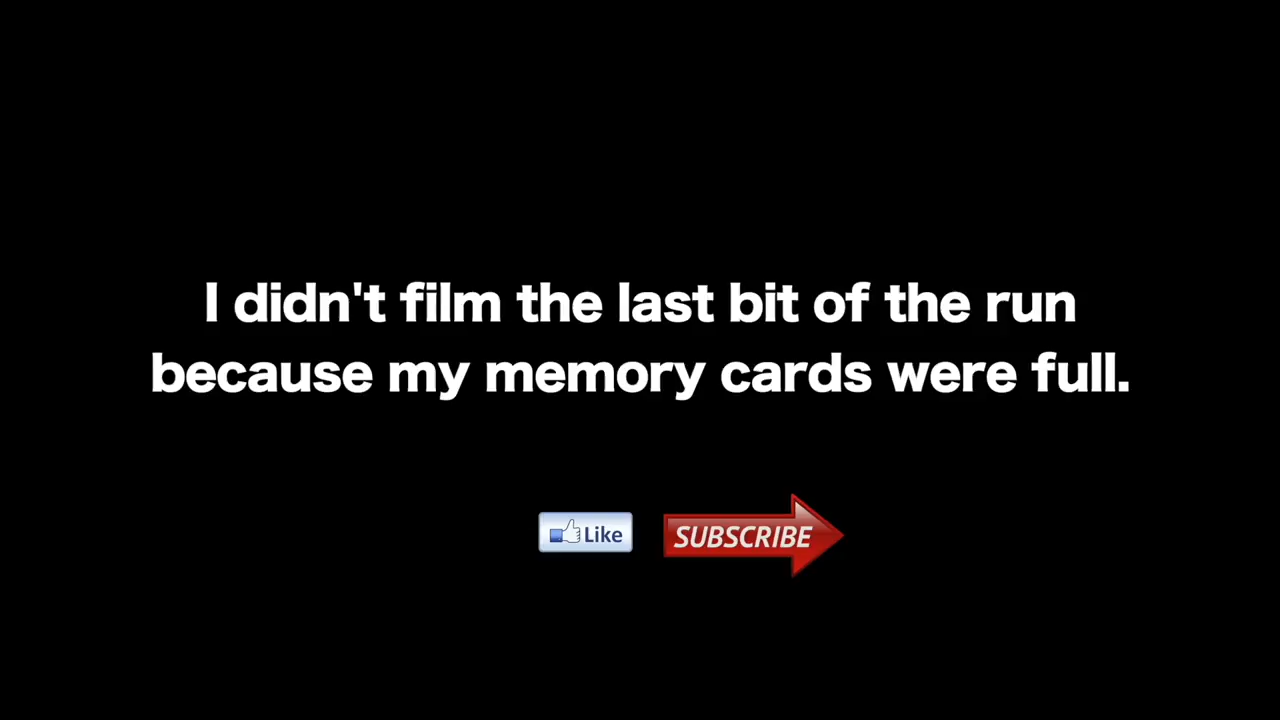 I didn't film the last bit of the run
because my memory cards were full.
Like SUBSCRIBE